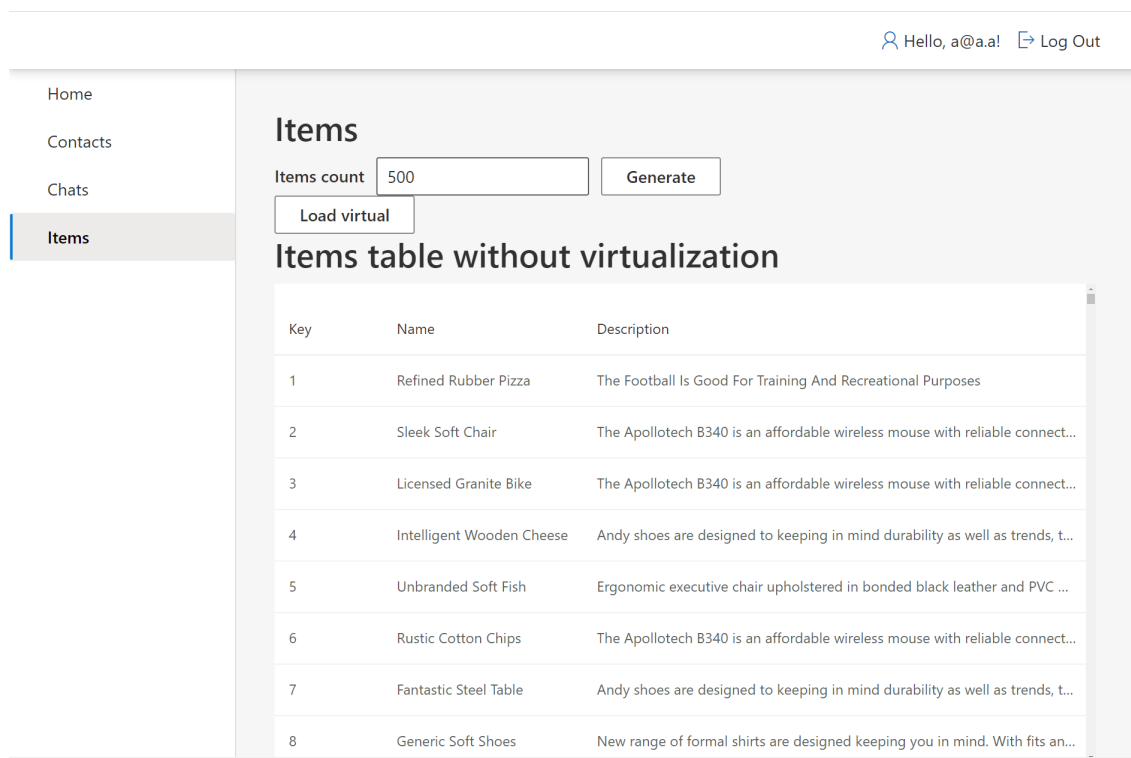 Hello, a@a.a! Log Out
Home
Contacts
Chats
Items
Items
Items count 500 Generate
Load virtual
Items table without virtualization
Key Name Description
1 Refined Rubber Pizza The Football Is Good For Training And Recreational Purposes
2 Sleek Soft Chair The Apollotech B340 is an affordable wireless mouse with reliable connect...
3 Licensed Granite Bike The Apollotech B340 is an affordable wireless mouse with reliable connect...
4 Intelligent Wooden Cheese Andy shoes are designed to keeping in mind durability as well as trends, t...
5 Unbranded Soft Fish Ergonomic executive chair upholstered in bonded black leather and PVC ...
6 Rustic Cotton Chips The Apollotech B340 is an affordable wireless mouse with reliable connect...
7 Fantastic Steel Table Andy shoes are designed to keeping in mind durability as well as trends, t...
8 Generic Soft Shoes New range of formal shirts are designed keeping you in mind. With fits an...